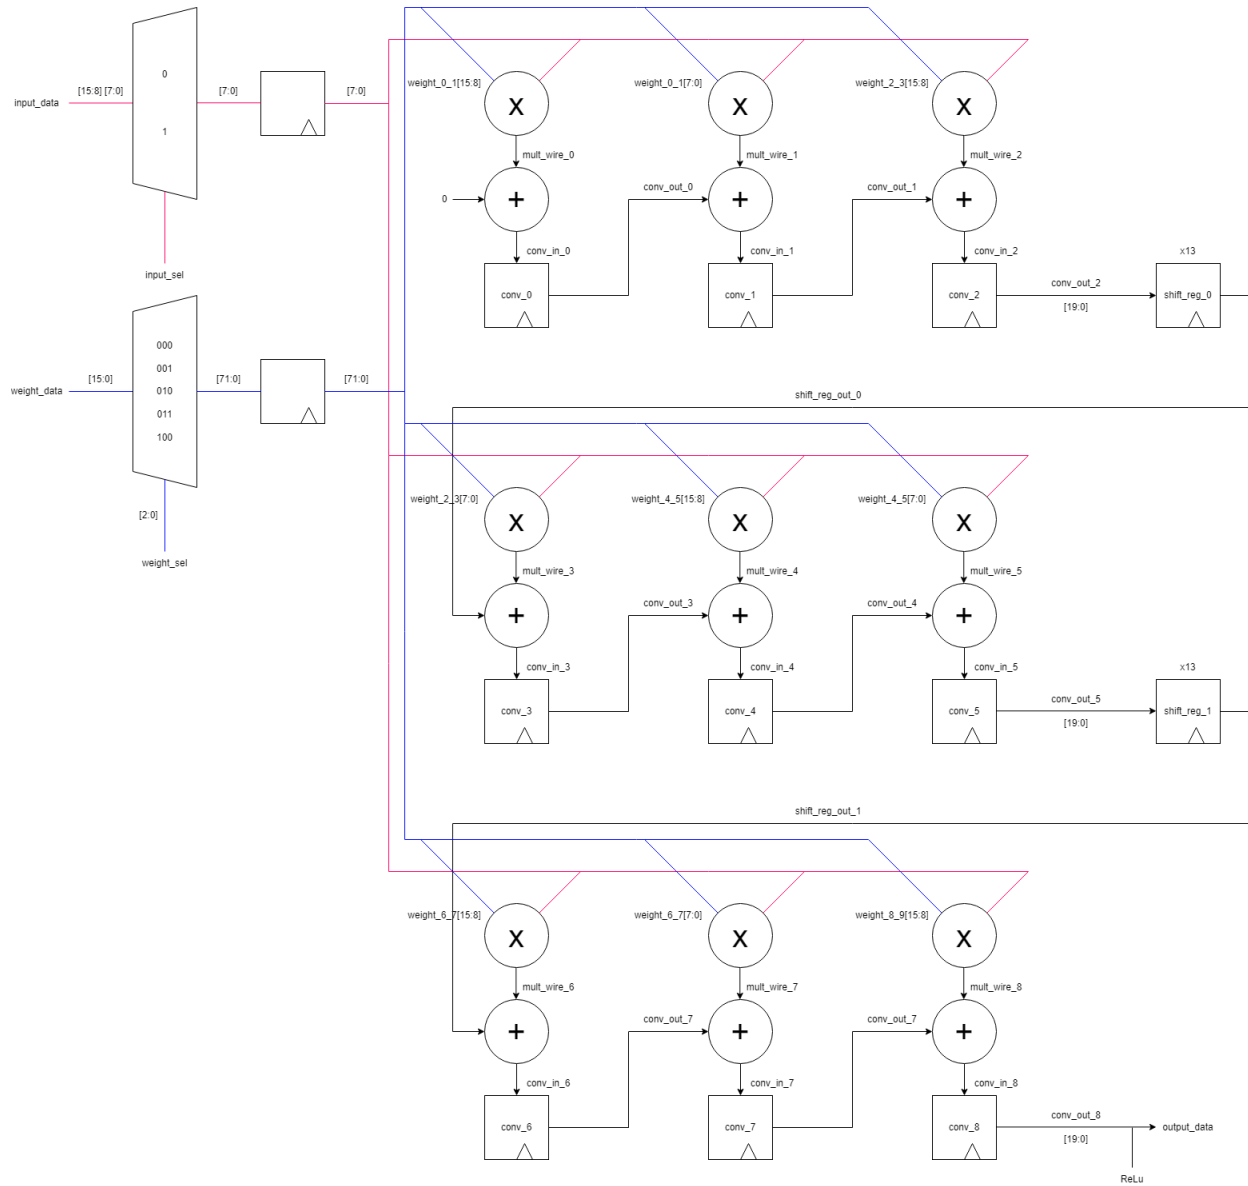 0
1
input_data
[15:8] [7:0]
[7:0]
[7:0]
input_sel
000
001
010
011
100
weight_data
[15:0]
[71:0]
[71:0]
[2:0]
weight_sel
weight_0_1[15:8]
weight_0_1[7:0]
weight_2_3[15:8]
X
X
X
mult_wire_0
mult_wire_1
mult_wire_2
0
+
conv_out_0
+
conv_out_1
+
conv_in_0
conv_in_1
conv_in_2
x13
conv_0
conv_1
conv_2
conv_out_2
[19:0]
shift_reg_0
shift_reg_out_0
weight_2_3[7:0]
weight_4_5[15:8]
weight_4_5[7:0]
X
X
X
mult_wire_3
mult_wire_4
mult_wire_5
+
conv_out_3
+
conv_out_4
+
conv_in_3
conv_in_4
conv_in_5
x13
conv_3
conv_4
conv_5
conv_out_5
[19:0]
shift_reg_1
shift_reg_out_1
weight_6_7[15:8]
weight_6_7[7:0]
weight_8_9[15:8]
X
X
X
mult_wire_6
mult_wire_7
mult_wire_8
+
conv_out_7
+
conv_out_7
+
conv_in_6
conv_in_7
conv_in_8
conv_6
conv_7
conv_8
conv_out_8
[19:0]
output_data
ReLu